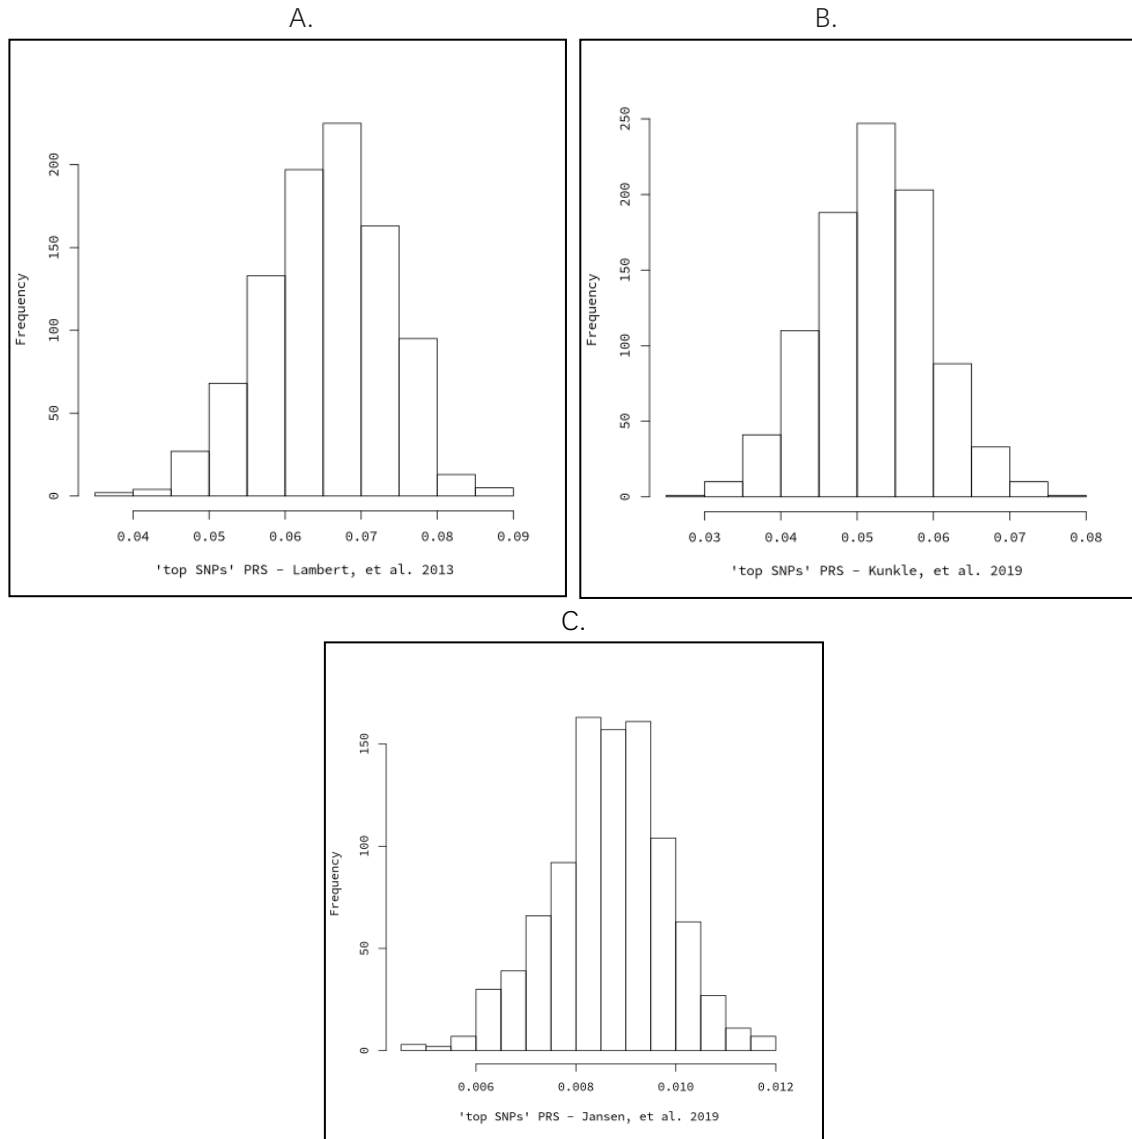 A.
B.
Frequency
200
150
100
50
0
0.04 0.05 0.06 0.07 0.08 0.09
'top SNPs' PRS – Lambert, et al. 2013
Frequency
250
200
150
100
50
0
0.03 0.04 0.05 0.06 0.07 0.08
'top SNPs' PRS – Kunkle, et al. 2019
C.
Frequency
150
100
50
0
0.006 0.008 0.010 0.012
'top SNPs' PRS – Jansen, et al. 2019